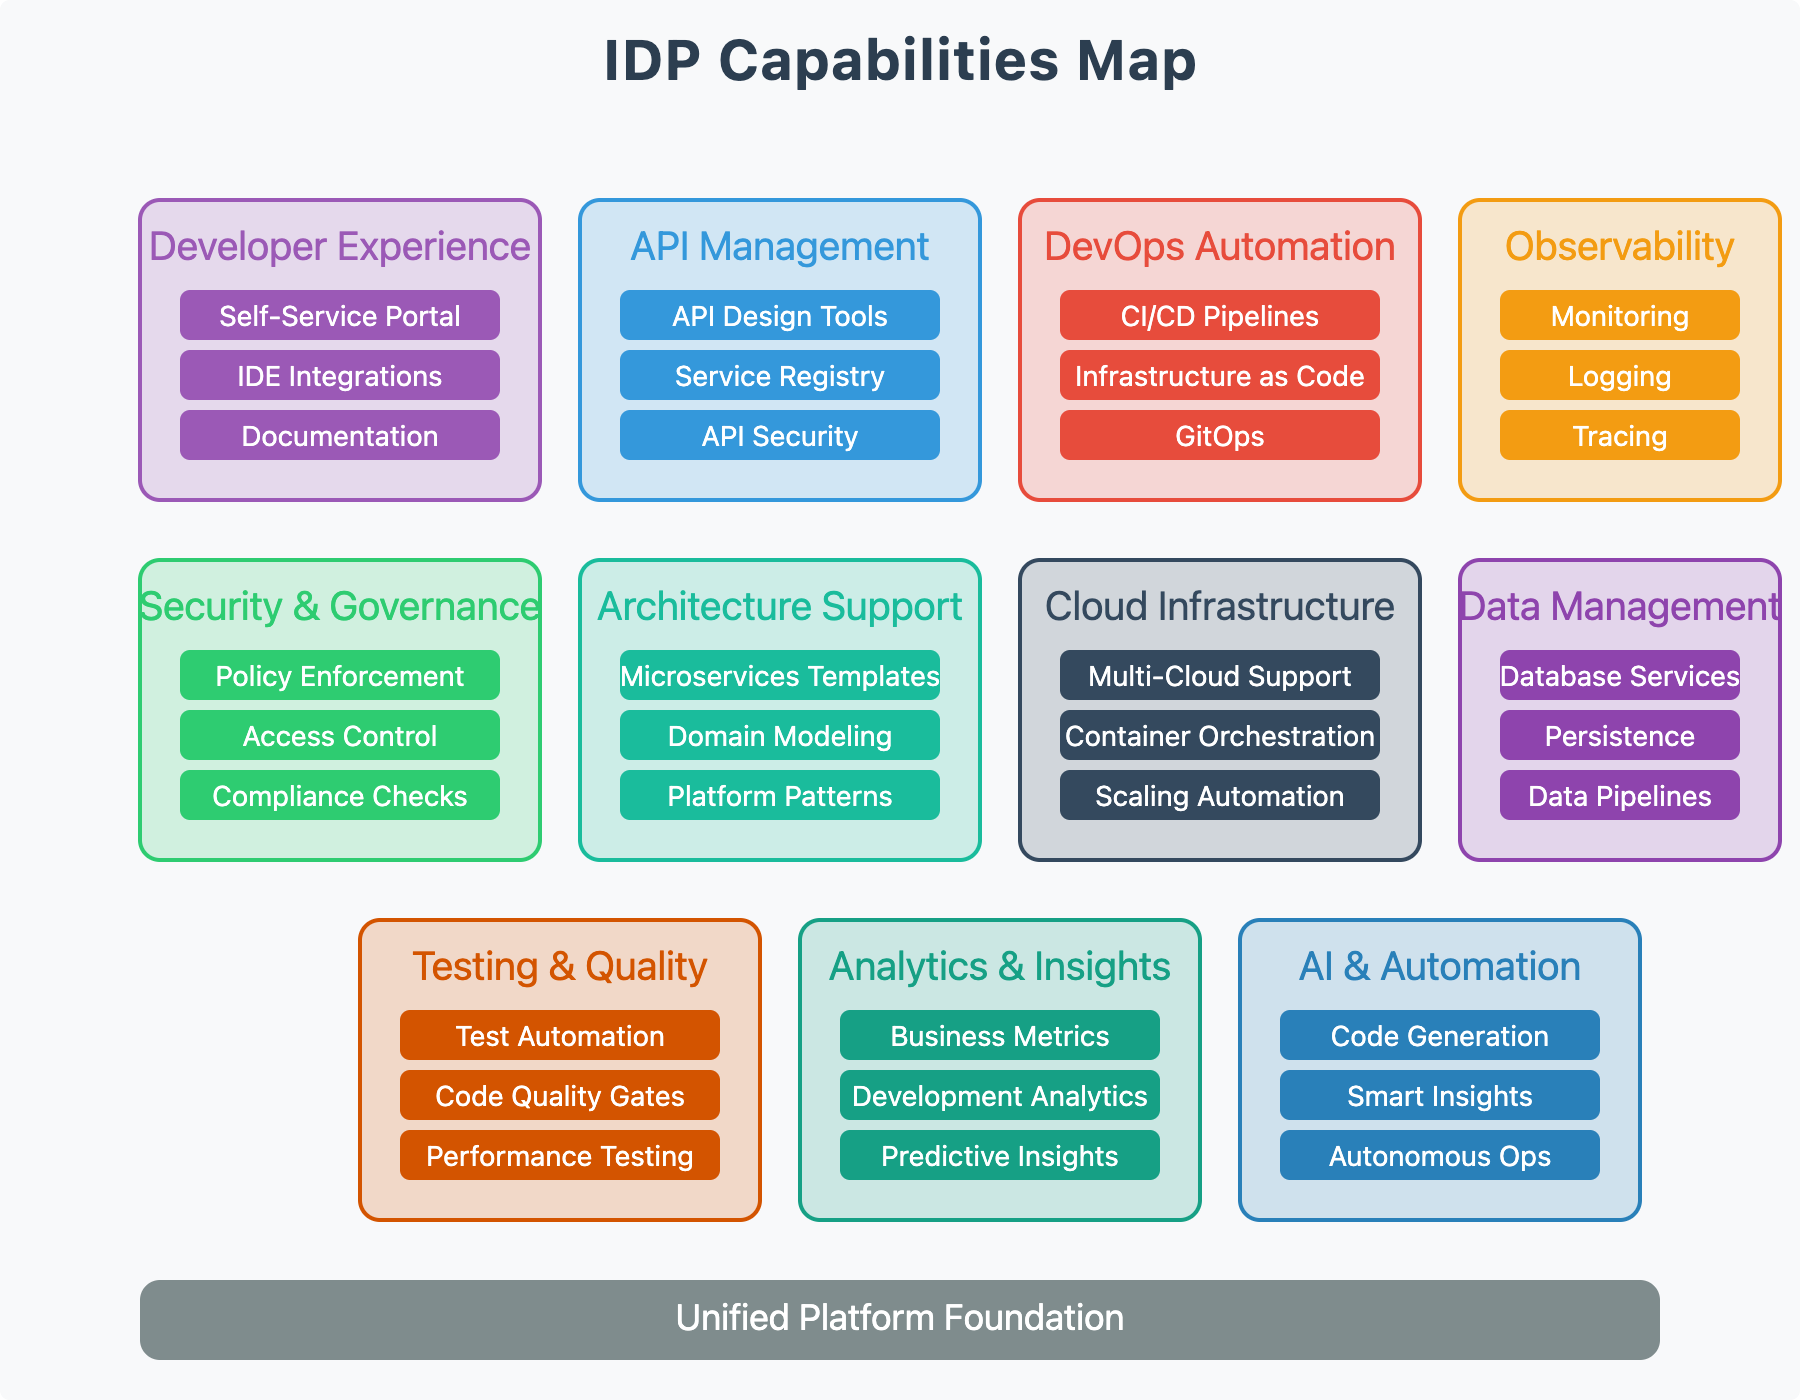 IDP Capabilities Map
Developer Experience
Self-Service Portal
IDE Integrations
Documentation
API Management
API Design Tools
Service Registry
API Security
DevOps Automation
CI/CD Pipelines
Infrastructure as Code
GitOps
Observability
Monitoring
Logging
Tracing
Security & Governance
Policy Enforcement
Access Control
Compliance Checks
Architecture Support
Microservices Templates
Domain Modeling
Platform Patterns
Cloud Infrastructure
Multi-Cloud Support
Container Orchestration
Scaling Automation
Data Management
Database Services
Persistence
Data Pipelines
Testing & Quality
Test Automation
Code Quality Gates
Performance Testing
Analytics & Insights
Business Metrics
Development Analytics
Predictive Insights
AI & Automation
Code Generation
Smart Insights
Autonomous Ops
Unified Platform Foundation